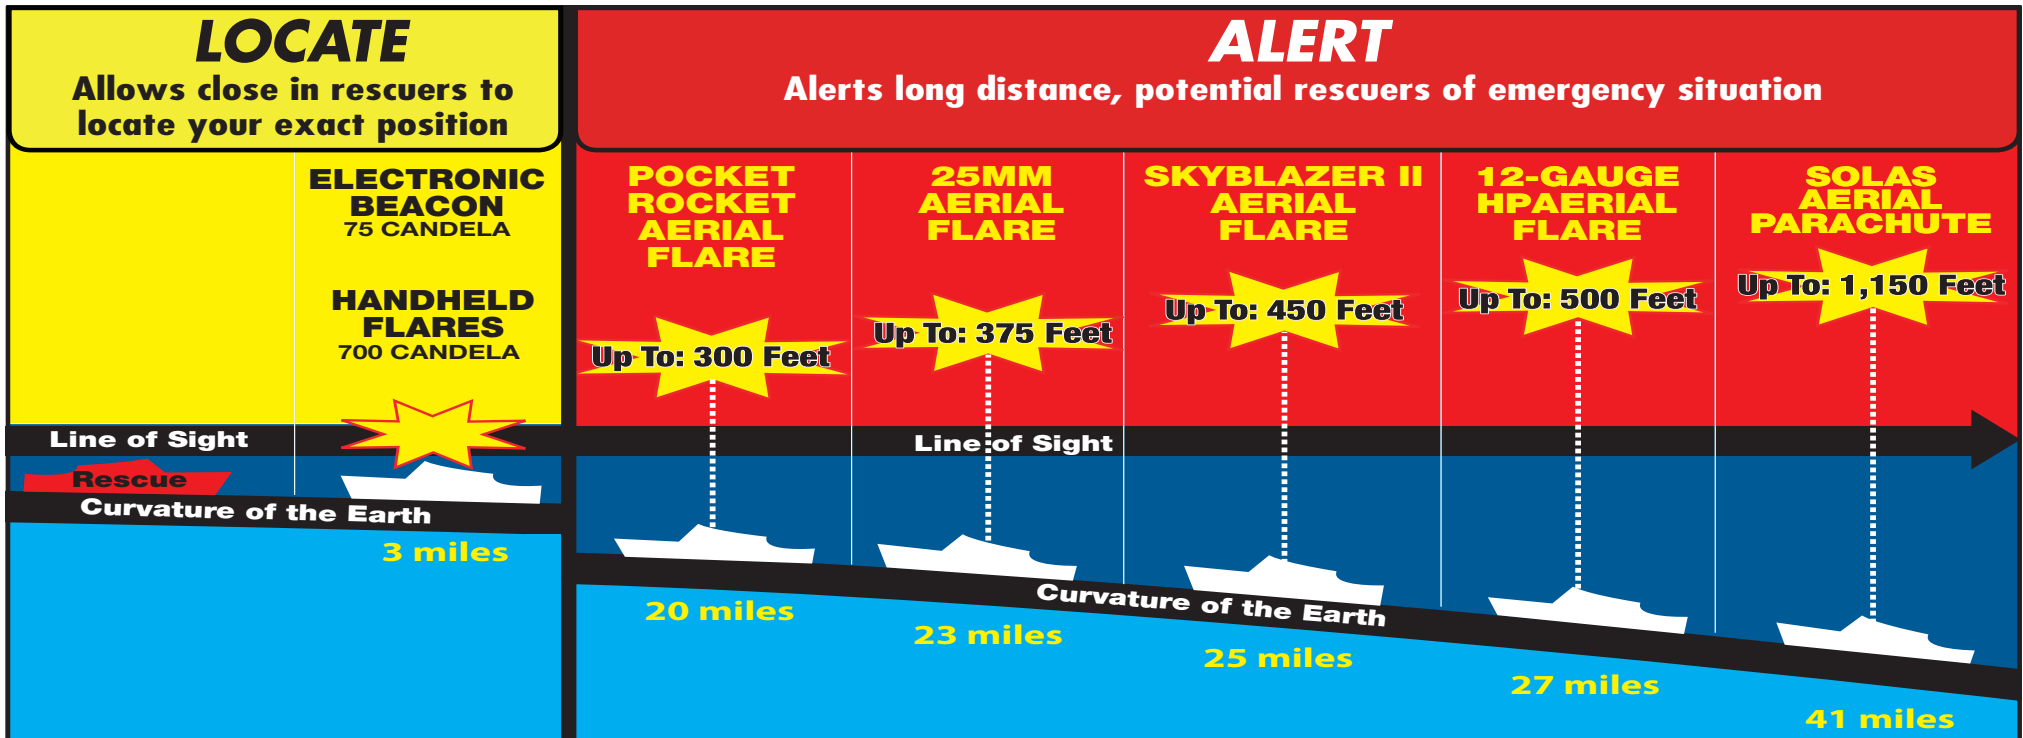 LOCATE
Allows close in rescuers to
locate your exact position
ELECTRONIC
BEACON
75 CANDELA
HANDHELD
FLARES
700 CANDELA
Line of Sight
Rescue
Curvature of the Earth
3 miles
ALERT
Alerts long distance, potential rescuers of emergency situation
POCKET
ROCKET
AERIAL
FLARE
Up To: 300 Feet
20 miles
25MM
AERIAL
FLARE
Up To: 375 Feet
Line of Sight
23 miles
SKYBLAZER II
AERIAL
FLARE
Up To: 450 Feet
Curvature of the Earth
25 miles
12-GAUGE
HPAERIAL
FLARE
Up To: 500 Feet
27 miles
SOLAS
AERIAL
PARACHUTE
Up To: 1,150 Feet
41 miles